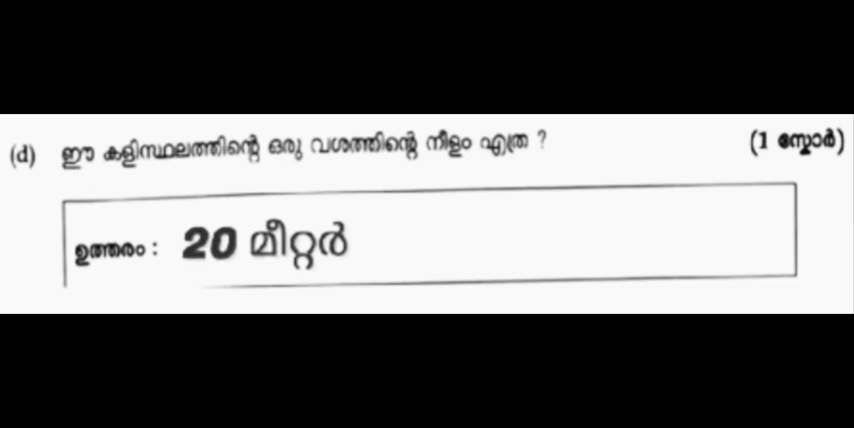 (d) ഈ കളിസ്ഥലത്തിന്റെ ഒരു വശത്തിന്റെ നീളം എത്ര ? (1 സ്കോർ)
ഉത്തരം : 20 മീറ്റർ